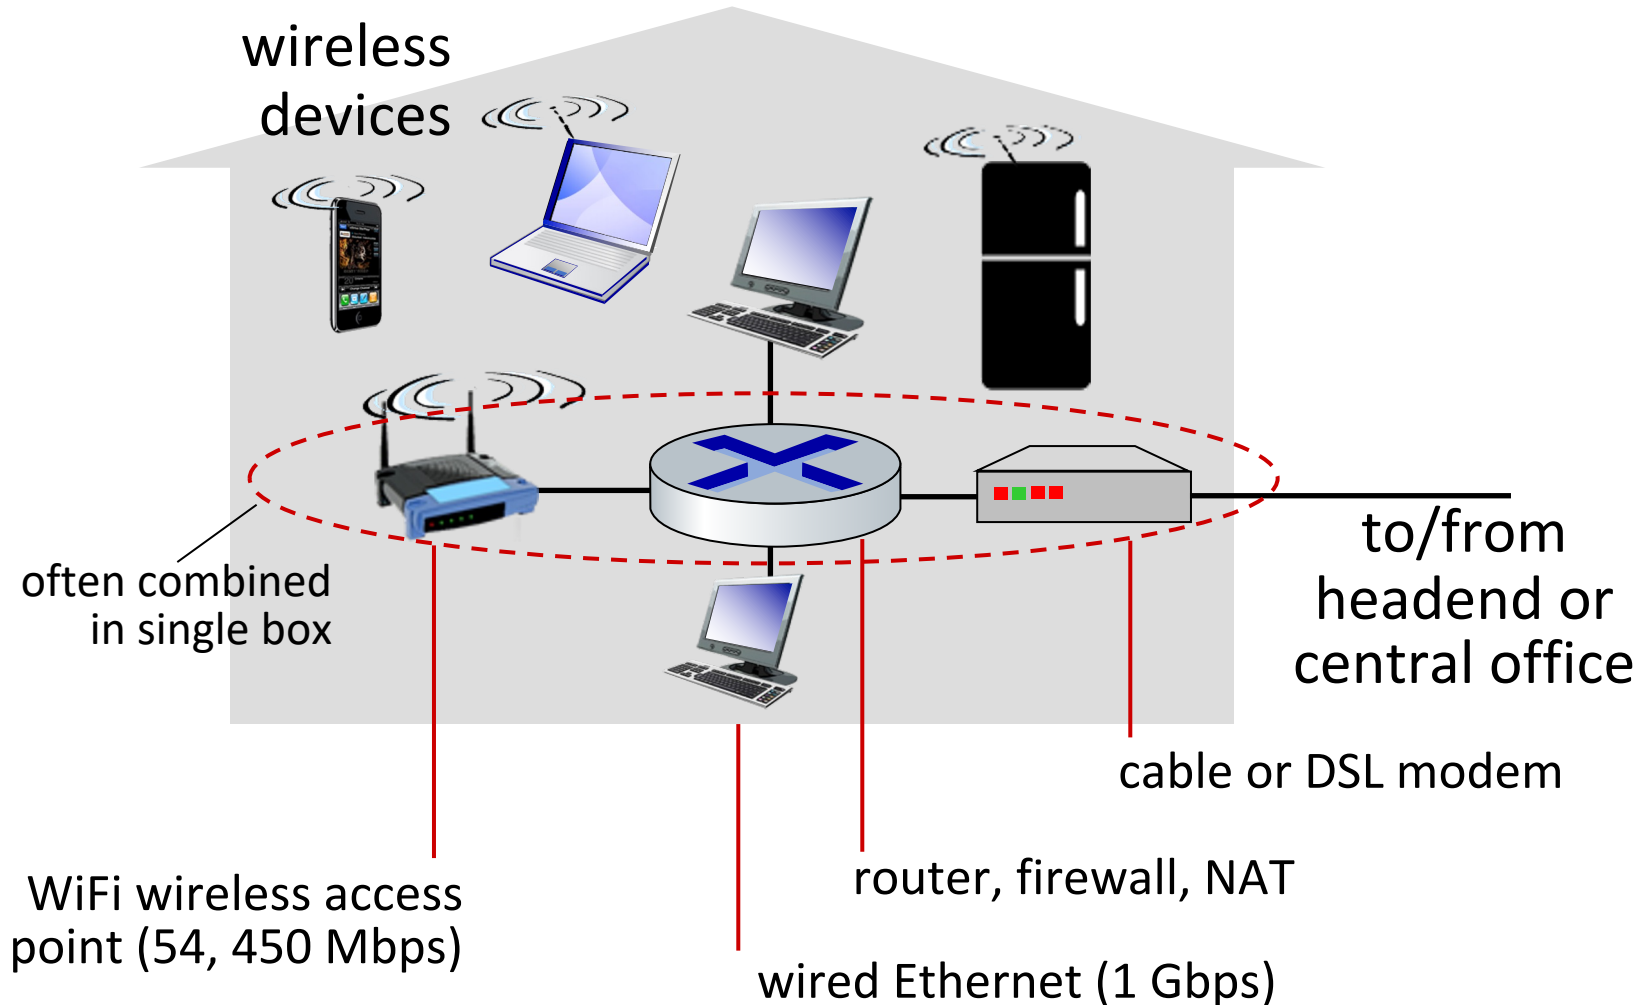 wireless
devices
often combined
in single box
to/from
headend or
central office
cable or DSL modem
router, firewall, NAT
WiFi wireless access
point (54, 450 Mbps)
wired Ethernet (1 Gbps)